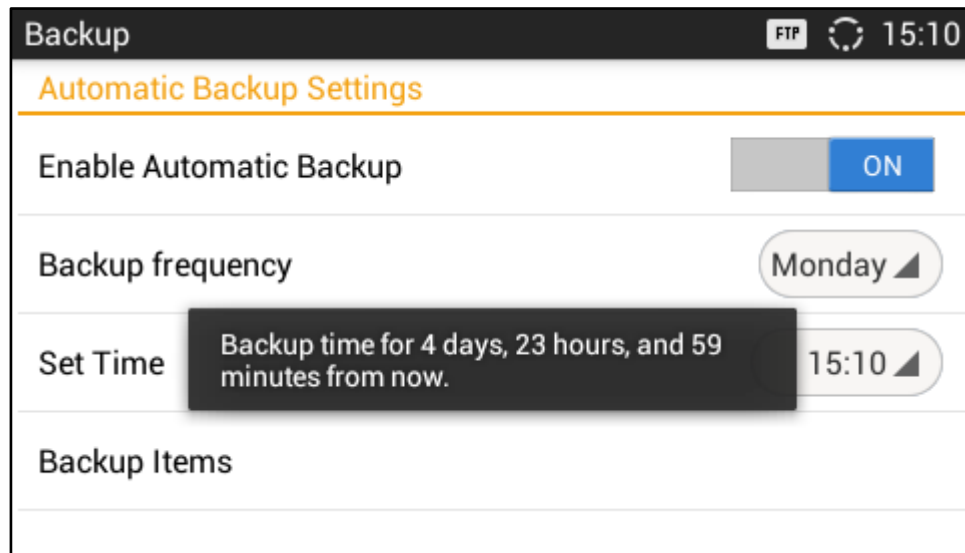 Backup FTP 15:10
Automatic Backup Settings
Enable Automatic Backup ON
Backup frequency Monday
Set Time 15:10
Backup time for 4 days, 23 hours, and 59
minutes from now.
Backup Items